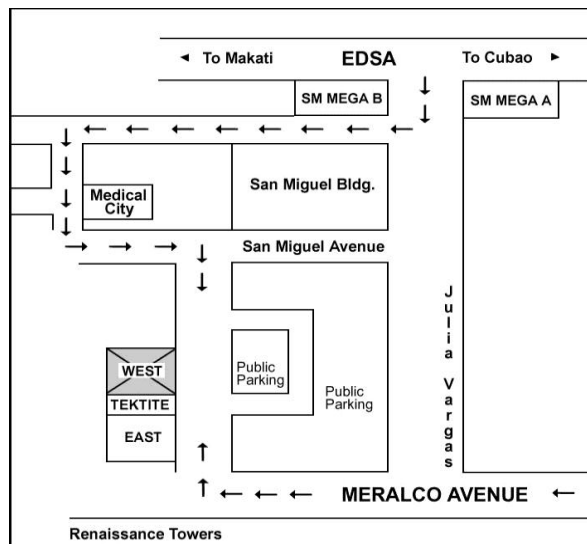 To Makati
EDSA
To Cubao
SM MEGA B
SM MEGA A
Medical
City
San Miguel Bldg.
San Miguel Avenue
Julia Vargas
WEST
TEKTITE
EAST
Public
Parking
Public
Parking
MERALCO AVENUE
Renaissance Towers